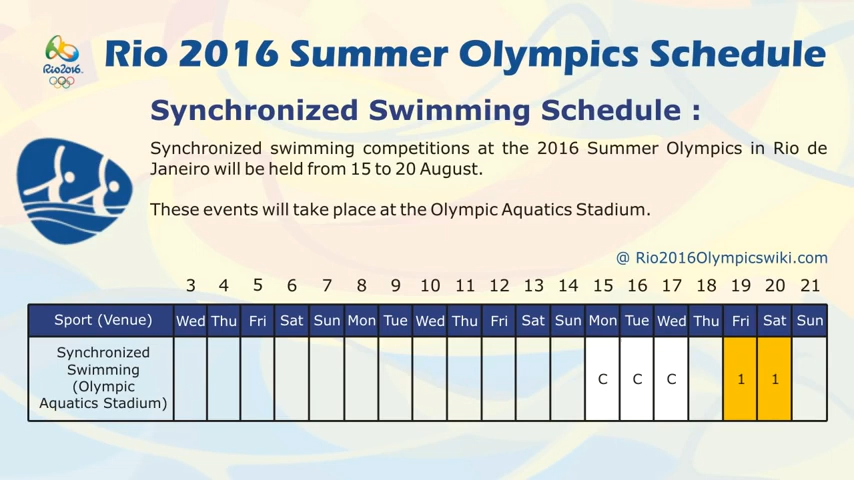 Rio2016
Rio 2016 Summer Olympics Schedule
Synchronized Swimming Schedule :
Synchronized swimming competitions at the 2016 Summer Olympics in Rio de
Janeiro will be held from 15 to 20 August.
These events will take place at the Olympic Aquatics Stadium.
@ Rio2016Olympicswiki.com
3 4 5 6 7 8 9 10 11 12 13 14 15 16 17 18 19 20 21
Sport (Venue) Wed Thu Fri Sat Sun Mon Tue Wed Thu Fri Sat Sun Mon Tue Wed Thu Fri Sat Sun
Synchronized
Swimming
(Olympic
Aquatics Stadium)
C C C 1 1